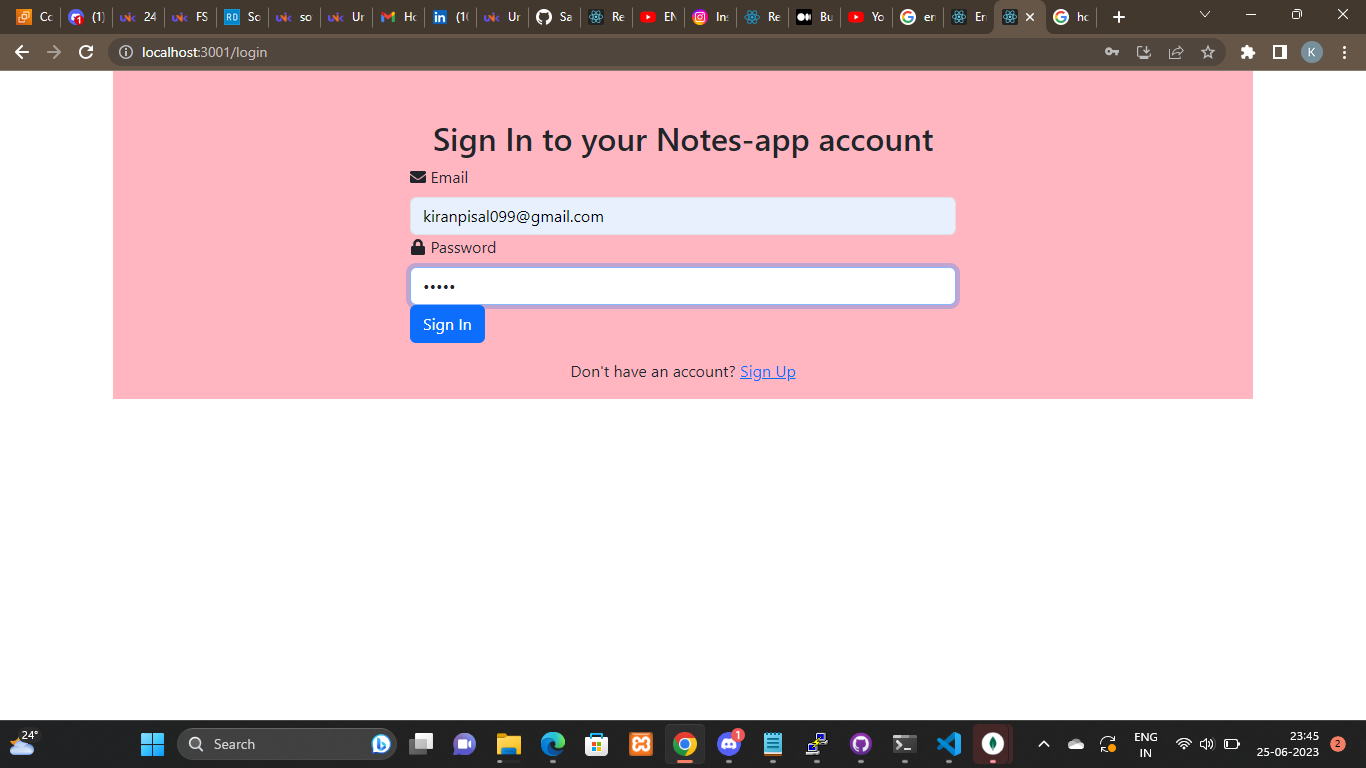 Cc
(1)
24
FS
Sc
so
Ur
Hc
(1(
Ur
Sa
Re
EN
Ins
Re
Bu
Yo
en
Er
hc
localhost:3001/login
K
Sign In to your Notes-app account
Email
kiranpisal099@gmail.com
Password
•••••
Sign In
Don't have an account? Sign Up
24°
Search
1
ENG
IN
23:45
25-06-2023
2